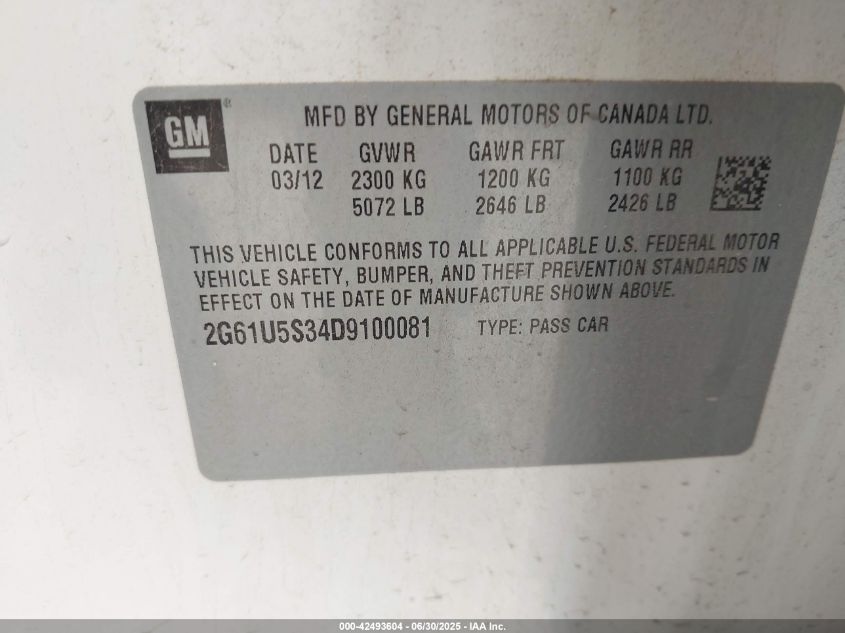 GM ®
MFD BY GENERAL MOTORS OF CANADA LTD.
DATE GVWR GAWR FRT GAWR RR
03/12 2300 KG 1200 KG 1100 KG
5072 LB 2646 LB 2426 LB
THIS VEHICLE CONFORMS TO ALL APPLICABLE U.S. FEDERAL MOTOR
VEHICLE SAFETY, BUMPER, AND THEFT PREVENTION STANDARDS IN
EFFECT ON THE DATE OF MANUFACTURE SHOWN ABOVE.
2G61U5S34D9100081 TYPE: PASS CAR
000-42493604 - 06/30/2025 - IAA Inc.